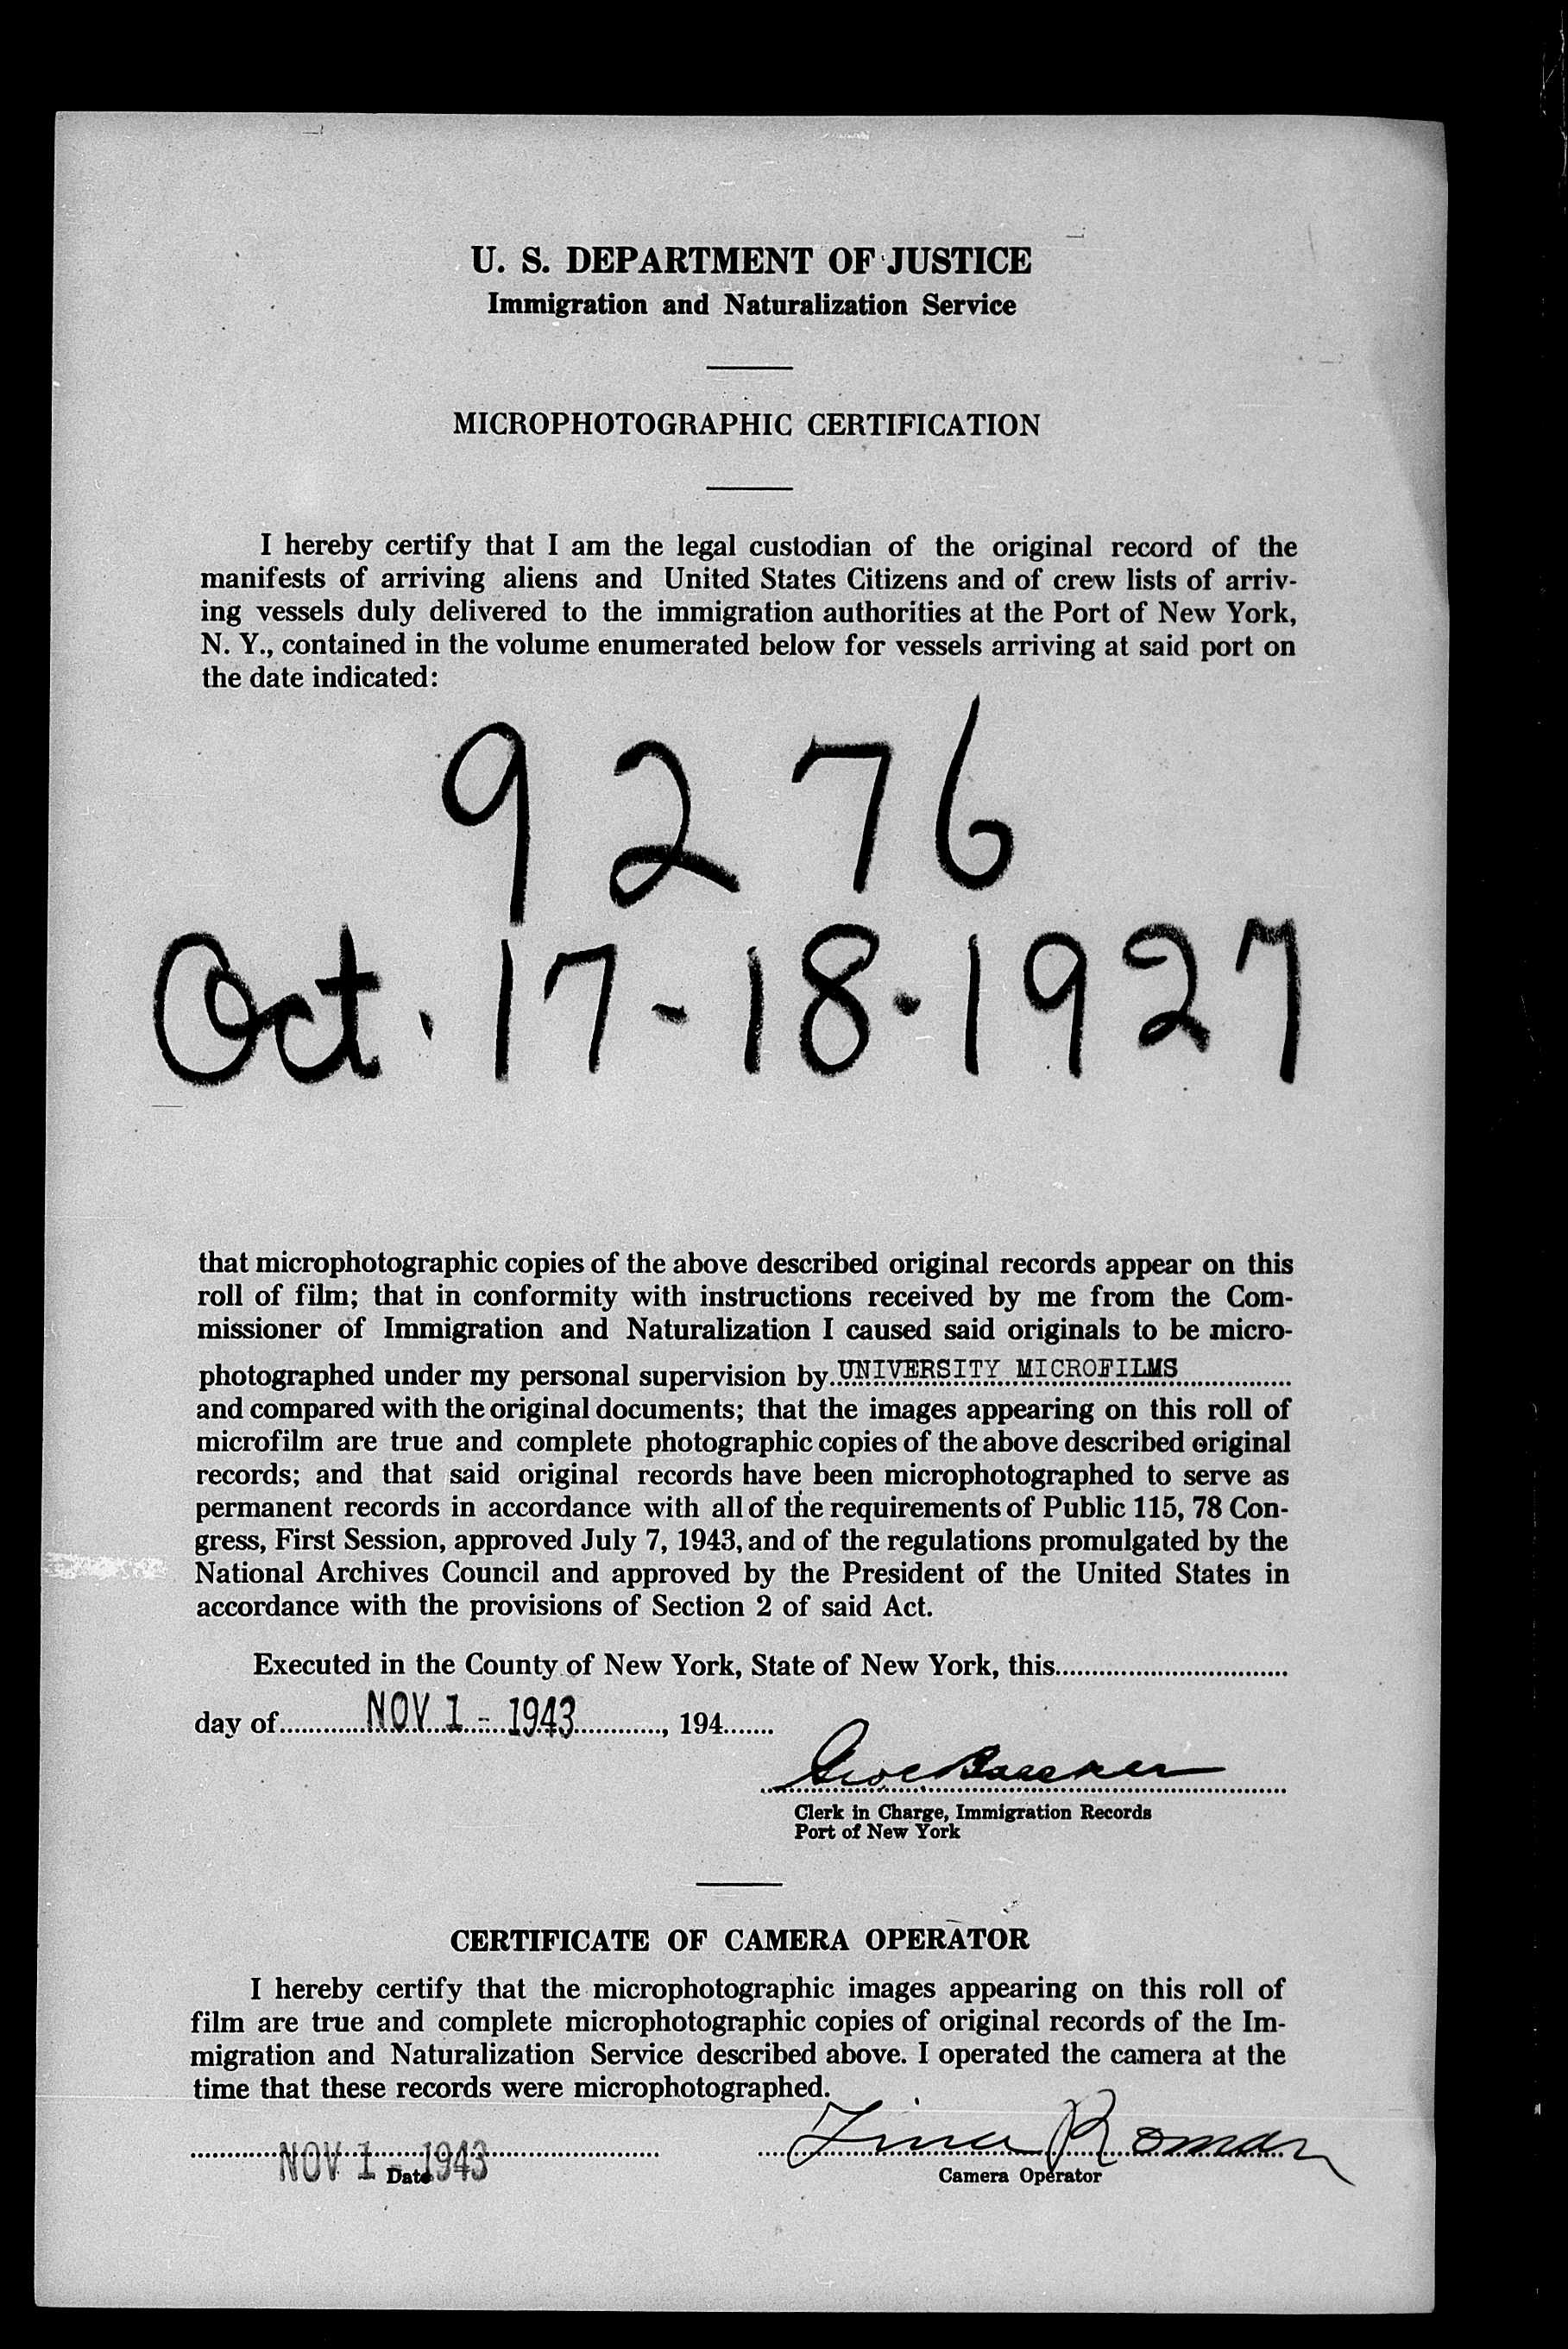 U. S. DEPARTMENT OF JUSTICE
Immigration and Naturalization Service
MICROPHOTOGRAPHIC CERTIFICATION
I hereby certify that I am the legal custodian of the original record of the
manifests of arriving aliens and United States Citizens and of crew lists of arriv-
ing vessels duly delivered to the immigration authorities at the Port of New York,
N. Y., contained in the volume enumerated below for vessels arriving at said port on
the date indicated:
9276
Oct. 17-18-1927
that microphotographic copies of the above described original records appear on this
roll of film; that in conformity with instructions received by me from the Com-
missioner of Immigration and Naturalization I caused said originals to be micro-
photographed under my personal supervision by UNIVERSITY MICROFILMS
and compared with the original documents; that the images appearing on this roll of
microfilm are true and complete photographic copies of the above described original
records; and that said original records have been microphotographed to serve as
permanent records in accordance with all of the requirements of Public 115, 78 Con-
gress, First Session, approved July 7, 1943, and of the regulations promulgated by the
National Archives Council and approved by the President of the United States in
accordance with the provisions of Section 2 of said Act.
Executed in the County of New York, State of New York, this
day of NOV 1 - 1943, 194
Clerk in Charge, Immigration Records
Port of New York
CERTIFICATE OF CAMERA OPERATOR
I hereby certify that the microphotographic images appearing on this roll of
film are true and complete microphotographic copies of original records of the Im-
migration and Naturalization Service described above. I operated the camera at the
time that these records were microphotographed.
NOV 1 - 1943 Roman
Date Camera Operator